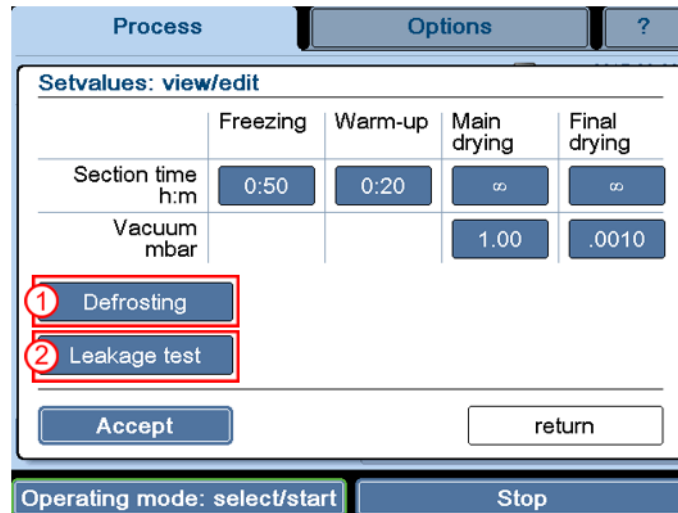 Process
Options
?
Setvalues: view/edit
Freezing
Warm-up
Main
drying
Final
drying
Section time
h:m
0:50
0:20
∞
∞
Vacuum
mbar
1.00
.0010
1
Defrosting
2
Leakage test
Accept
return
Operating mode: select/start
Stop